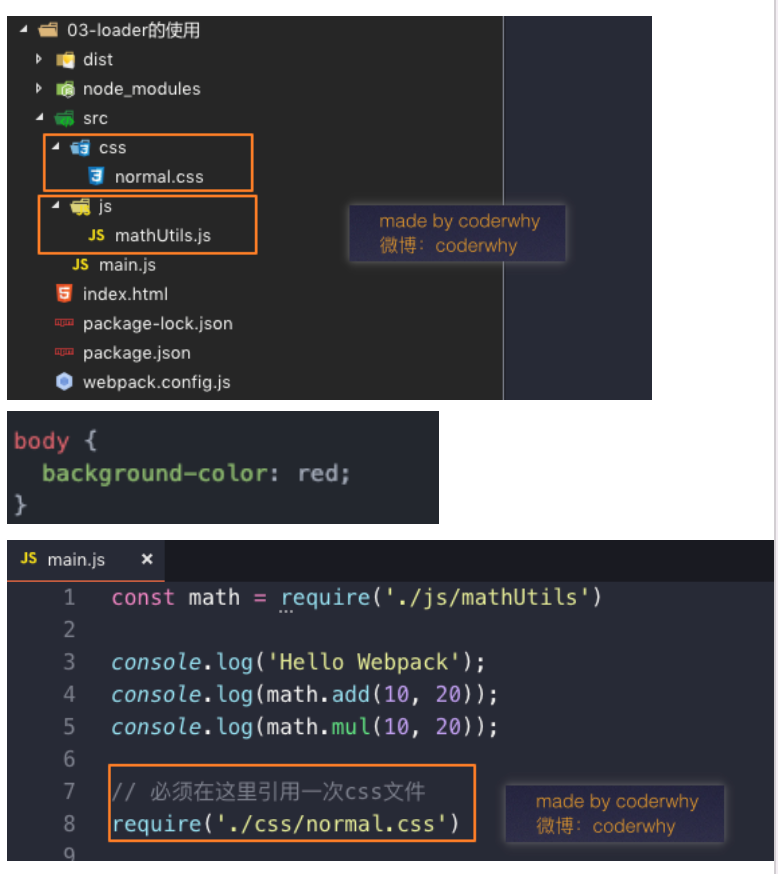 03-loader的使用
dist
node_modules
src
css
normal.css
js
mathUtils.js
main.js
index.html
package-lock.json
package.json
webpack.config.js
made by coderwhy
微博：coderwhy
body {
  background-color: red;
}
JS main.js ×
1 const math = require('./js/mathUtils')
2
3 console.log('Hello Webpack');
4 console.log(math.add(10, 20));
5 console.log(math.mul(10, 20));
6
7 // 必须在这里引用一次css文件
8 require('./css/normal.css')
9
made by coderwhy
微博：coderwhy